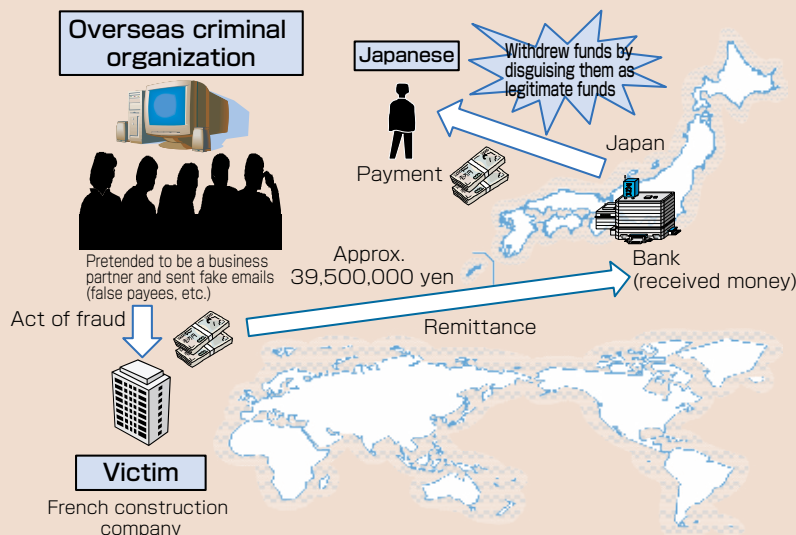 Overseas criminal
organization
Japanese
Withdrew funds by
disguising them as
legitimate funds
Japan
Payment
Pretended to be a business
partner and sent fake emails
(false payees, etc.)
Approx.
39,500,000 yen
Bank
(received money)
Act of fraud
Remittance
Victim
French construction
company